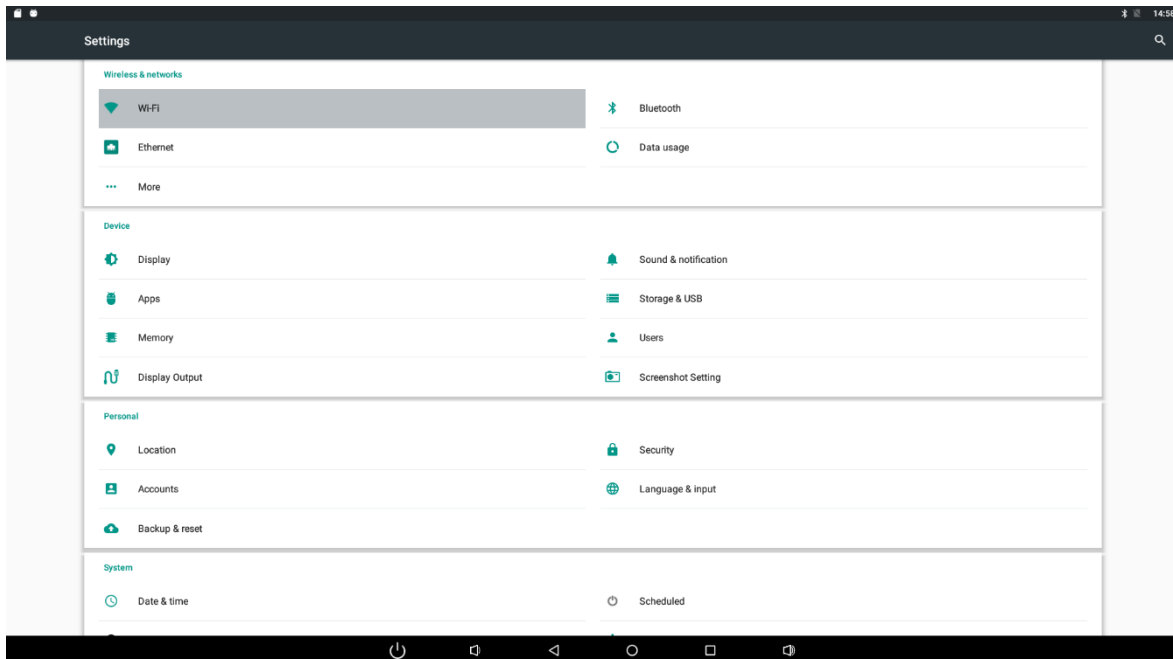 14:58
Settings
Wireless & networks
Wi-Fi
Bluetooth
Ethernet
Data usage
More
Device
Display
Sound & notification
Apps
Storage & USB
Memory
Users
Display Output
Screenshot Setting
Personal
Location
Security
Accounts
Language & input
Backup & reset
System
Date & time
Scheduled